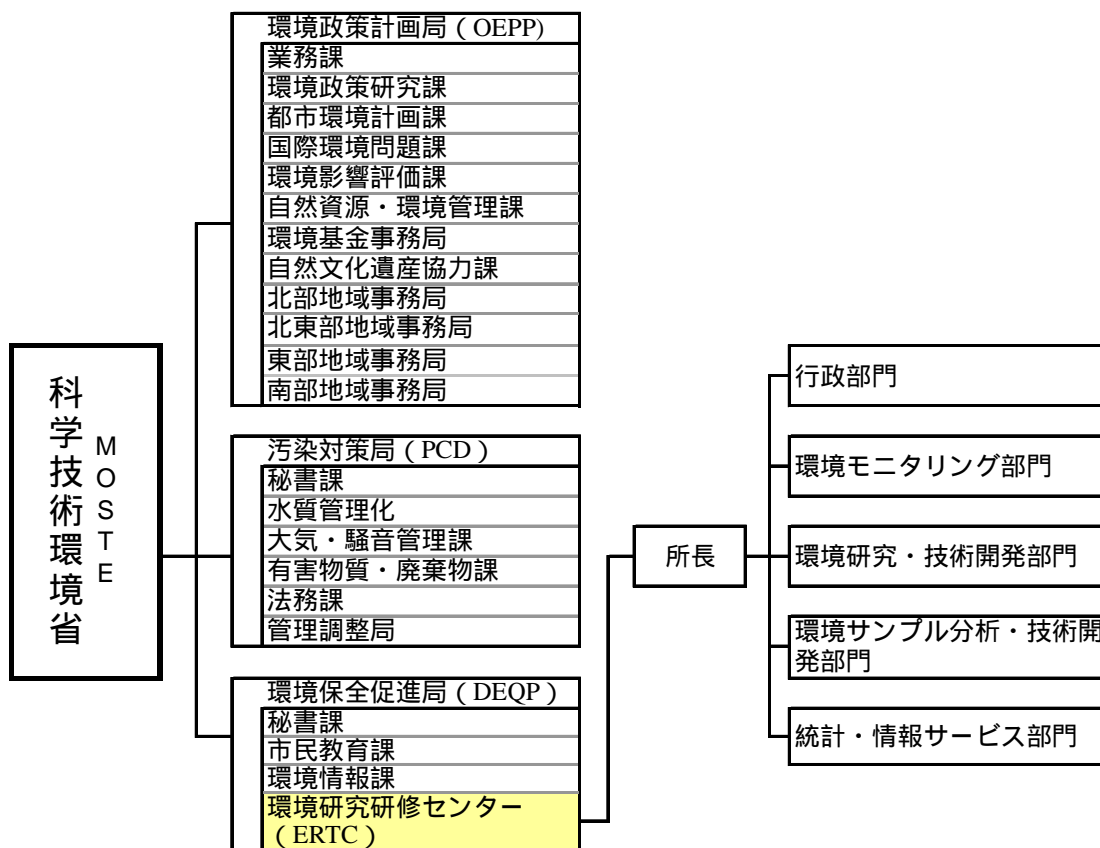 科学技術環境省
MOSTE
環境政策計画局（OEPP)
業務課
環境政策研究課
都市環境計画課
国際環境問題課
環境影響評価課
自然資源・環境管理課
環境基金事務局
自然文化遺産協力課
北部地域事務局
北東部地域事務局
東部地域事務局
南部地域事務局
汚染対策局（PCD）
秘書課
水質管理化
大気・騒音管理課
有害物質・廃棄物課
法務課
管理調整局
環境保全促進局（DEQP）
秘書課
市民教育課
環境情報課
環境研究研修センター
（ERTC）
所長
行政部門
環境モニタリング部門
環境研究・技術開発部門
環境サンプル分析・技術開
発部門
統計・情報サービス部門